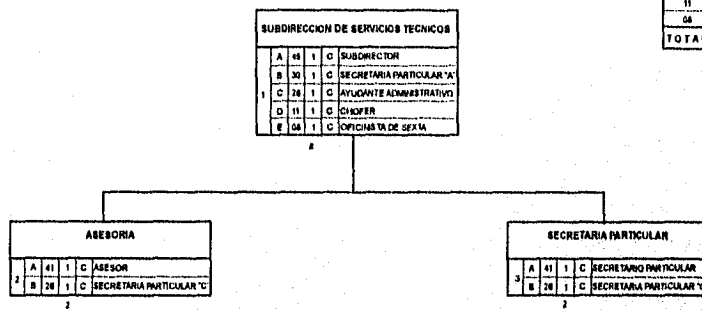 11
08
TOTA
SUBDIRECCION DE SERVICIOS TECNICOS
1
A 45 1 C SUBDIRECTOR
B 30 1 C SECRETARIA PARTICULAR "A"
C 28 1 C AYUDANTE ADMINISTRATIVO
D 11 1 C CHOFER
E 08 1 C OFICINISTA DE SEXTA
ASESORIA
2
A 41 1 C ASESOR
B 28 1 C SECRETARIA PARTICULAR "C"
2
SECRETARIA PARTICULAR
3
A 41 1 C SECRETARIO PARTICULAR
B 28 1 C SECRETARIA PARTICULAR "C
2